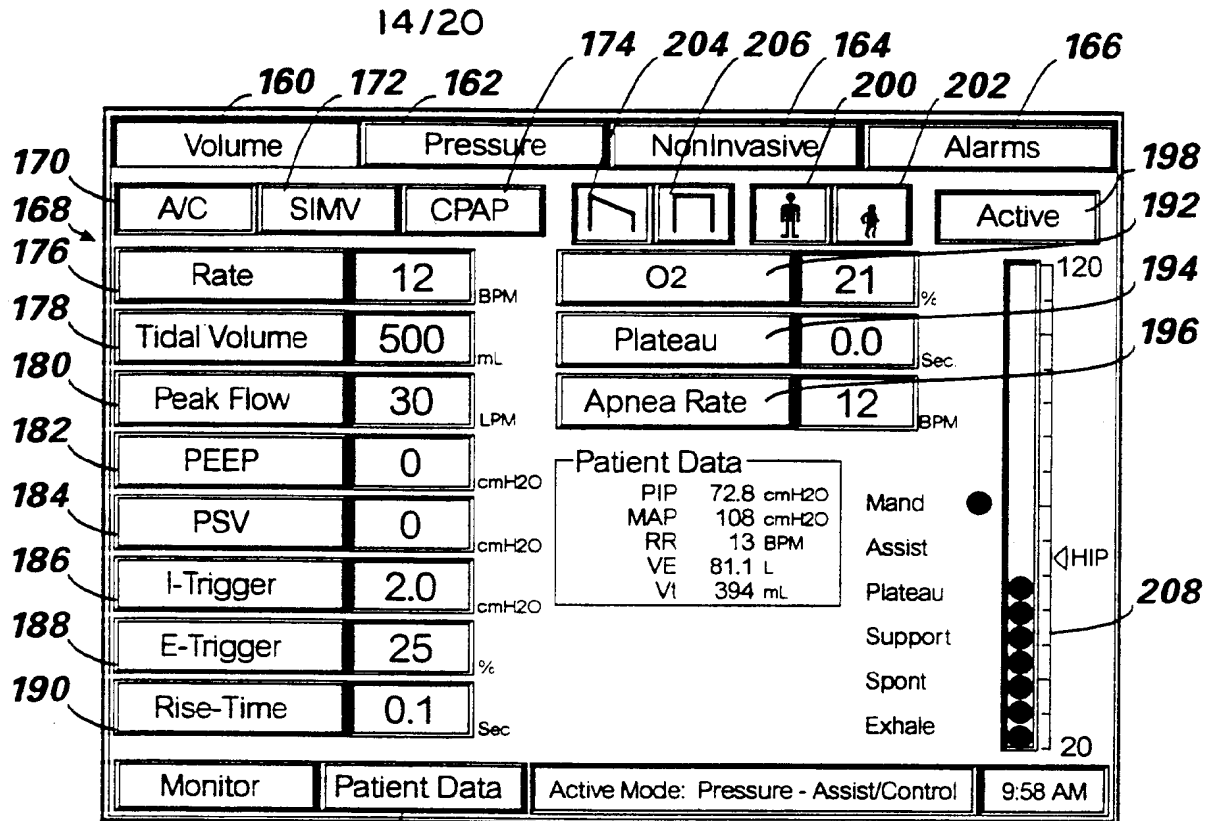 14/20
174 204 206 164 166
160 172 162 200 202
Volume Pressure NonInvasive Alarms
170 A/C SIMV CPAP Active 198
168 192
176 Rate 12 BPM O2 21 % 120
194
178 Tidal Volume 500 mL Plateau 0.0 Sec.
196
180 Peak Flow 30 LPM Apnea Rate 12 BPM
182 PEEP 0 cmH2O
Patient Data
PIP 72.8 cmH2O
MAP 108 cmH2O
RR 13 BPM
VE 81.1 L
Vt 394 mL
184 PSV 0 cmH2O
Mand
Assist
HIP
186 I-Trigger 2.0 cmH2O
Plateau
208
188 E-Trigger 25 %
Support
Spont
190 Rise-Time 0.1 Sec
Exhale
20
Monitor Patient Data Active Mode: Pressure - Assist/Control 9:58 AM